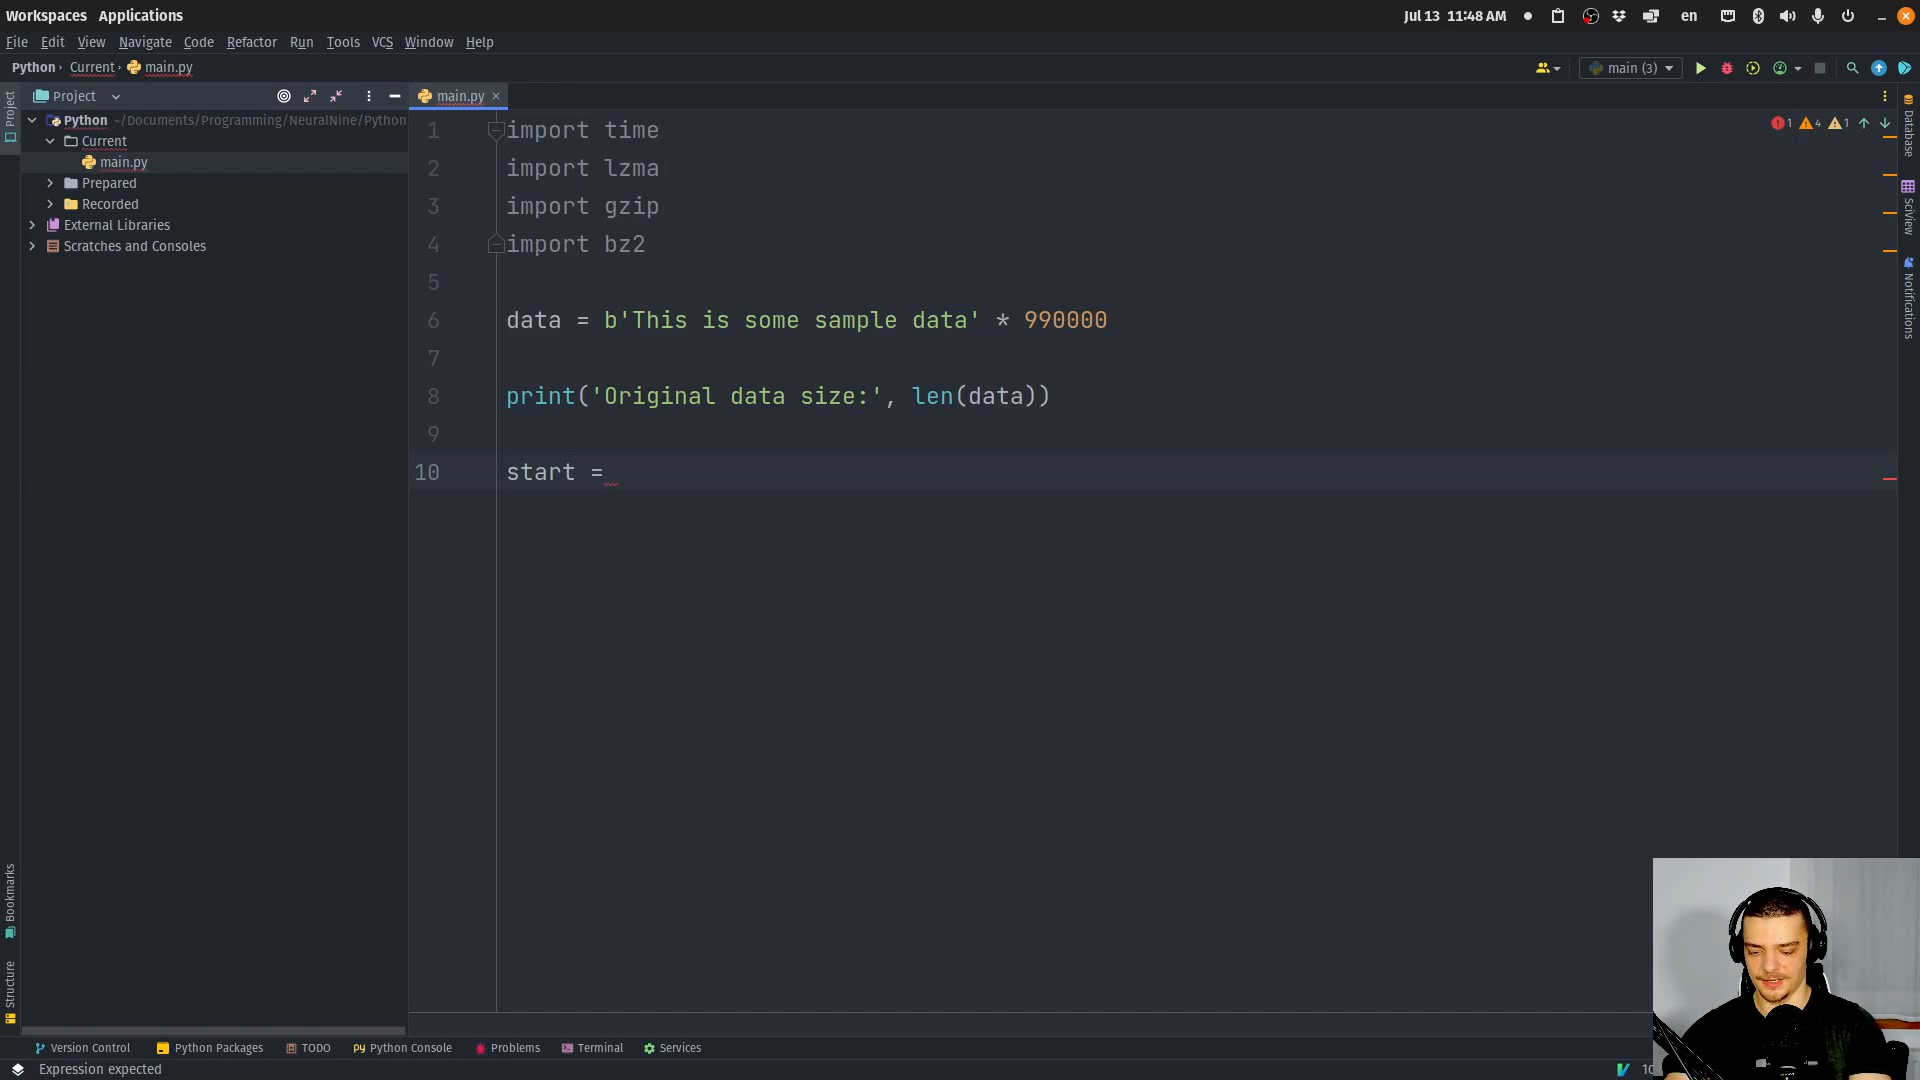 Workspaces Applications
Jul 13 11:48 AM
en
File Edit View Navigate Code Refactor Run Tools VCS Window Help
Python › Current › main.py
main (3)
Project
Project
main.py
Python ~/Documents/Programming/NeuralNine/Python
Current
main.py
Prepared
Recorded
External Libraries
Scratches and Consoles
1 import time
2 import lzma
3 import gzip
4 import bz2
5
6 data = b'This is some sample data' * 990000
7
8 print('Original data size:', len(data))
9
10 start =
1 4 1
Database
SciView
Notifications
Bookmarks
Structure
Version Control Python Packages TODO Python Console Problems Terminal Services
Expression expected